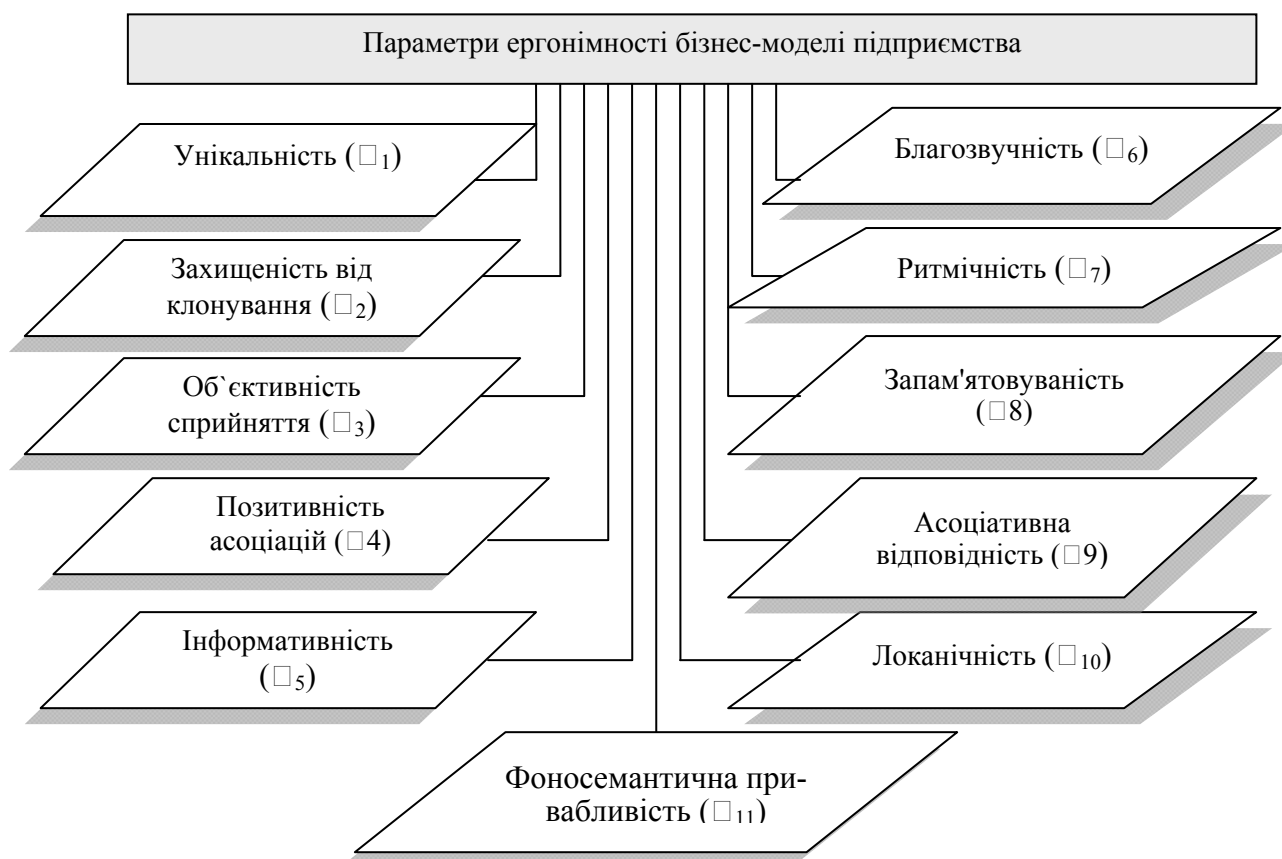 Параметри ергонімності бізнес-моделі підприємства
Унікальність (□₁)
Захищеність від
клонування (□₂)
Об`єктивність
сприйняття (□₃)
Позитивність
асоціацій (□4)
Інформативність
(□₅)
Благозвучність (□₆)
Ритмічність (□₇)
Запам'ятовуваність
(□8)
Асоціативна
відповідність (□9)
Локанічність (□₁₀)
Фоносемантична при-
вабливість (□₁₁)